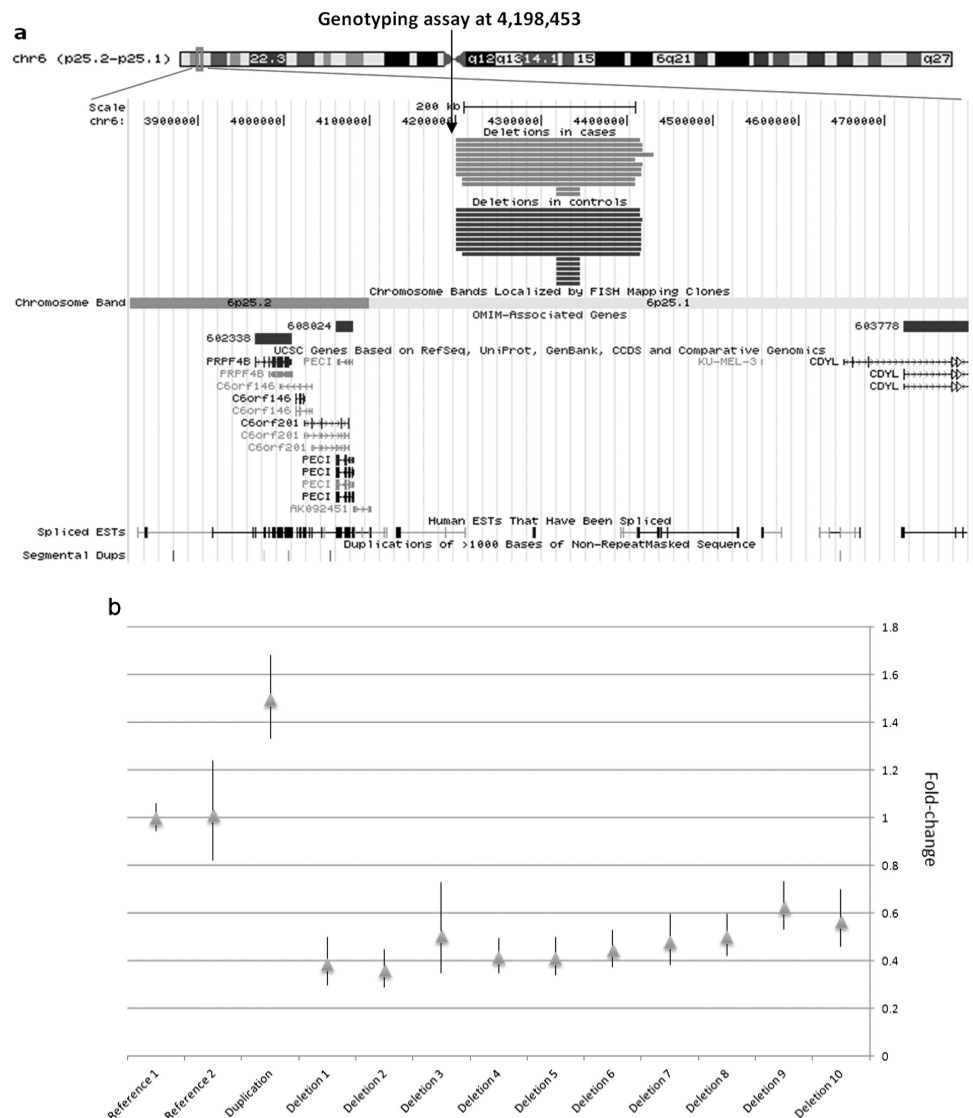 Genotyping assay at 4,198,453
a
chr6 (p25.2-p25.1) 22.3 q12 q13 14.1 15 6q21 q27
Scale 200 kb
chr6: 3900000 4000000 4100000 4200000 4300000 4400000 4500000 4600000 4700000
Deletions in cases
Deletions in controls
Chromosome Bands Localized by FISH Mapping Clones
Chromosome Band 6p25.2 6p25.1
OMIM-Associated Genes
608024 603778
602338
UCSC Genes Based on RefSeq, UniProt, GenBank, CCDS and Comparative Genomics
PRPF4B PECI KU-MEL-3 CDYL
PRPF4B CDYL
C6orf146 CDYL
C6orf146
C6orf146
C6orf201
C6orf201
C6orf201
PECI
PECI
PECI
PECI
AK092451
Human ESTs That Have Been Spliced
Spliced ESTs
Duplications of >1000 Bases of Non-RepeatMasked Sequence
Segmental Dups
b
1.8
1.6
1.4
1.2
1
0.8
0.6
0.4
0.2
0
Fold-change
Reference 1 Reference 2 Duplication Deletion 1 Deletion 2 Deletion 3 Deletion 4 Deletion 5 Deletion 6 Deletion 7 Deletion 8 Deletion 9 Deletion 10